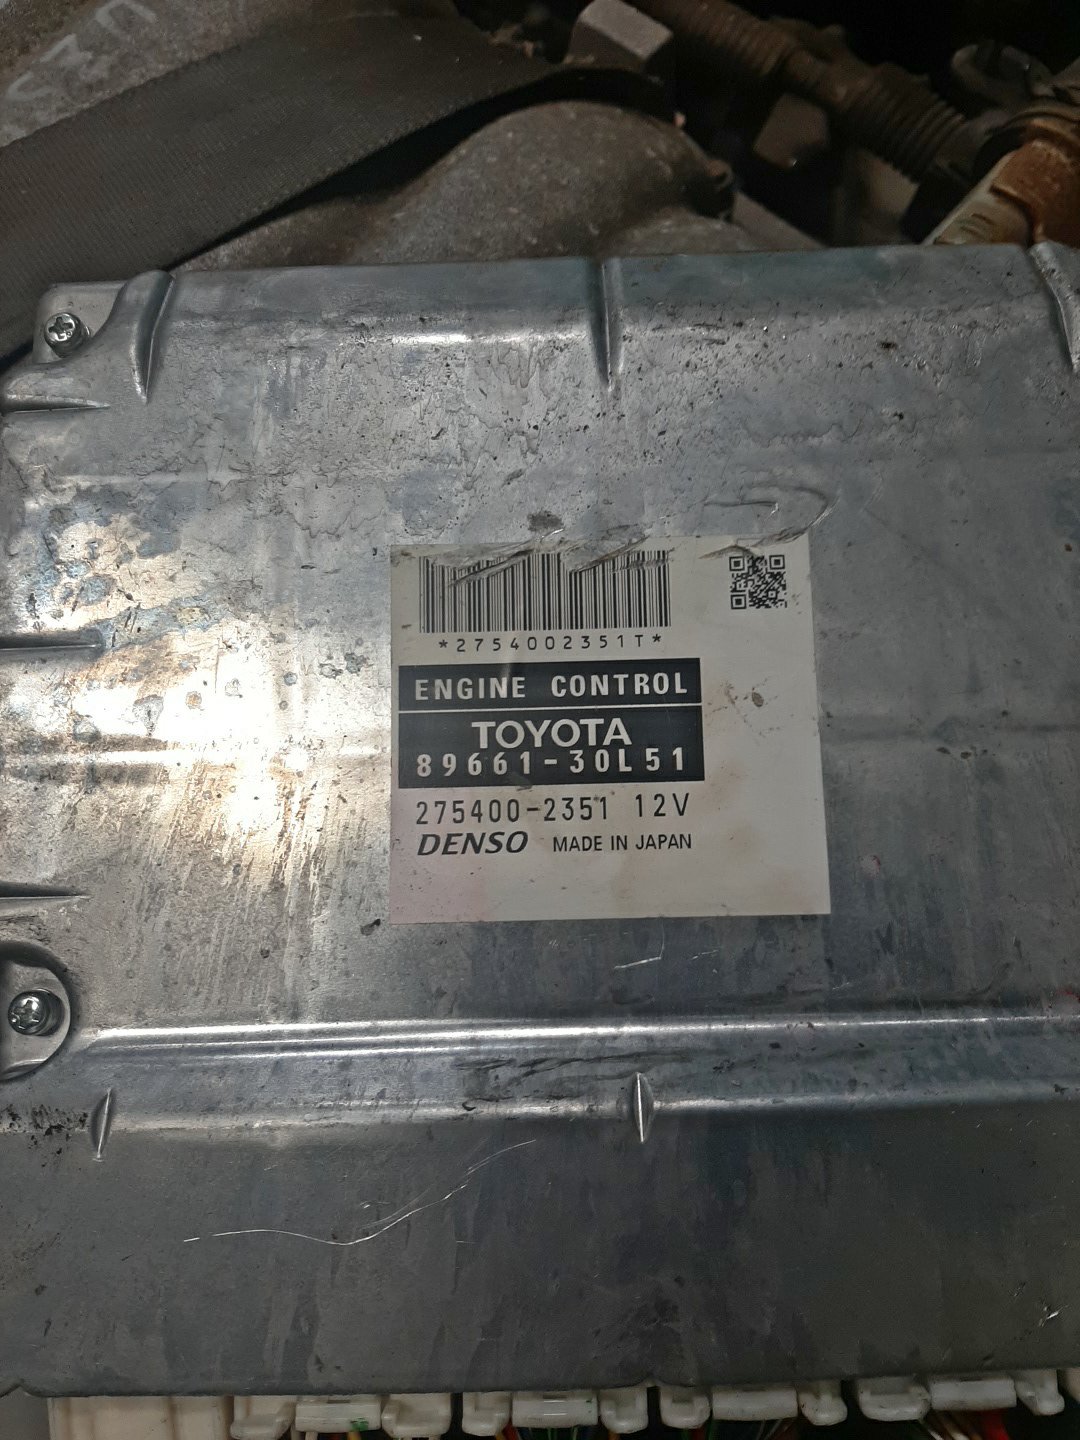 *2754002351T*
ENGINE CONTROL
TOYOTA
89661-30L51
275400-2351 12V
DENSO MADE IN JAPAN